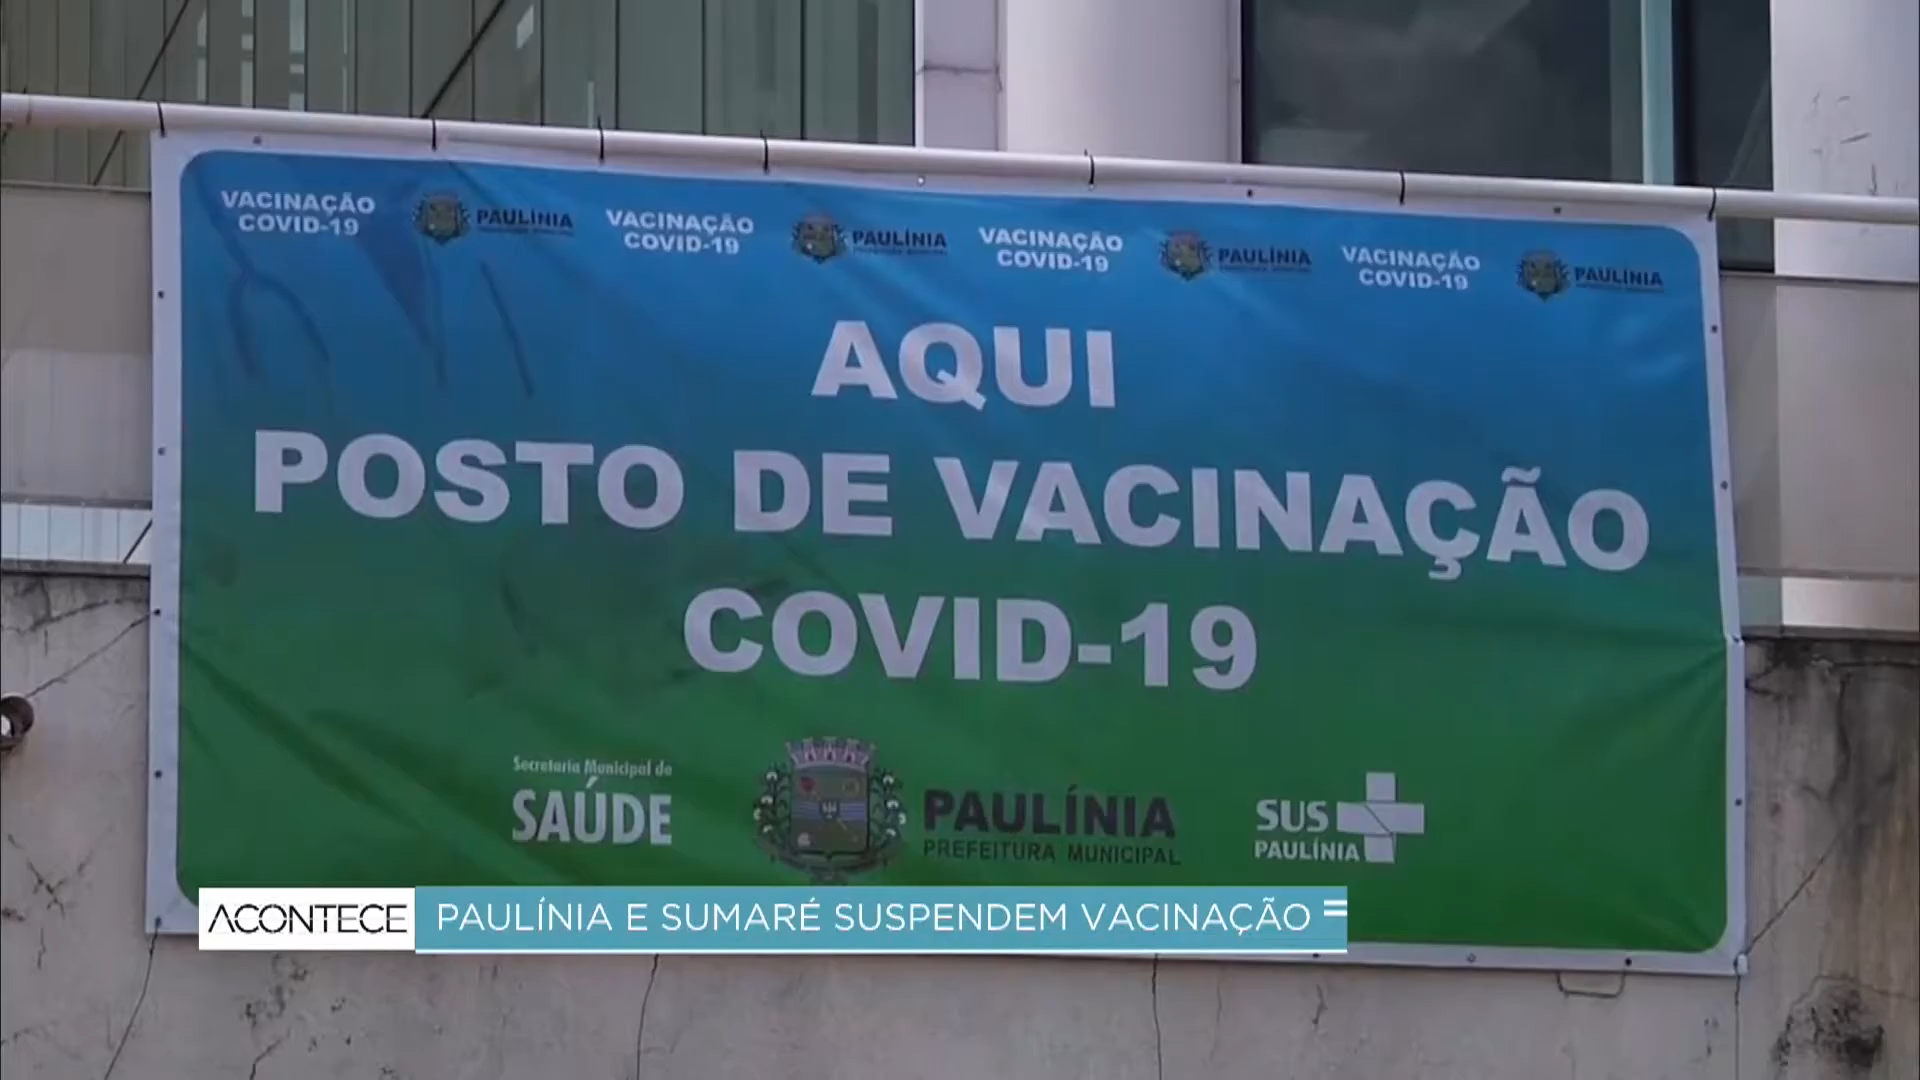 VACINAÇÃO
COVID-19
PAULÍNIA
VACINAÇÃO
COVID-19
PAULÍNIA
VACINAÇÃO
COVID-19
PAULÍNIA
VACINAÇÃO
COVID-19
PAULÍNIA
AQUI
POSTO DE VACINAÇÃO
COVID-19
Secretaria Municipal de
SAÚDE
PAULÍNIA
PREFEITURA MUNICIPAL
SUS
PAULÍNIA
ACONTECE PAULÍNIA E SUMARÉ SUSPENDEM VACINAÇÃO